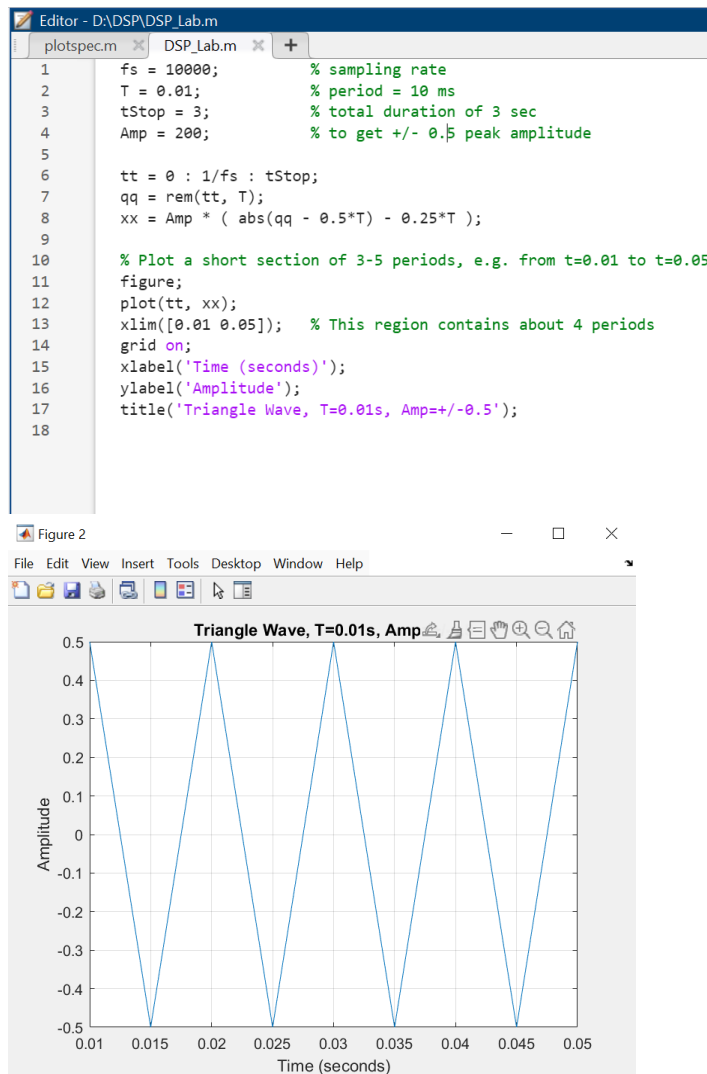 Editor - D:\DSP\DSP_Lab.m
plotspec.m × DSP_Lab.m × +
1 fs = 10000; % sampling rate
2 T = 0.01; % period = 10 ms
3 tStop = 3; % total duration of 3 sec
4 Amp = 200; % to get +/- 0.5 peak amplitude
5
6 tt = 0 : 1/fs : tStop;
7 qq = rem(tt, T);
8 xx = Amp * ( abs(qq - 0.5*T) - 0.25*T );
9
10 % Plot a short section of 3-5 periods, e.g. from t=0.01 to t=0.05
11 figure;
12 plot(tt, xx);
13 xlim([0.01 0.05]); % This region contains about 4 periods
14 grid on;
15 xlabel('Time (seconds)');
16 ylabel('Amplitude');
17 title('Triangle Wave, T=0.01s, Amp=+/-0.5');
18
Figure 2
File Edit View Insert Tools Desktop Window Help
Triangle Wave, T=0.01s, Amp
0.5
0.4
0.3
0.2
0.1
0
-0.1
-0.2
-0.3
-0.4
-0.5
Amplitude
0.01 0.015 0.02 0.025 0.03 0.035 0.04 0.045 0.05
Time (seconds)